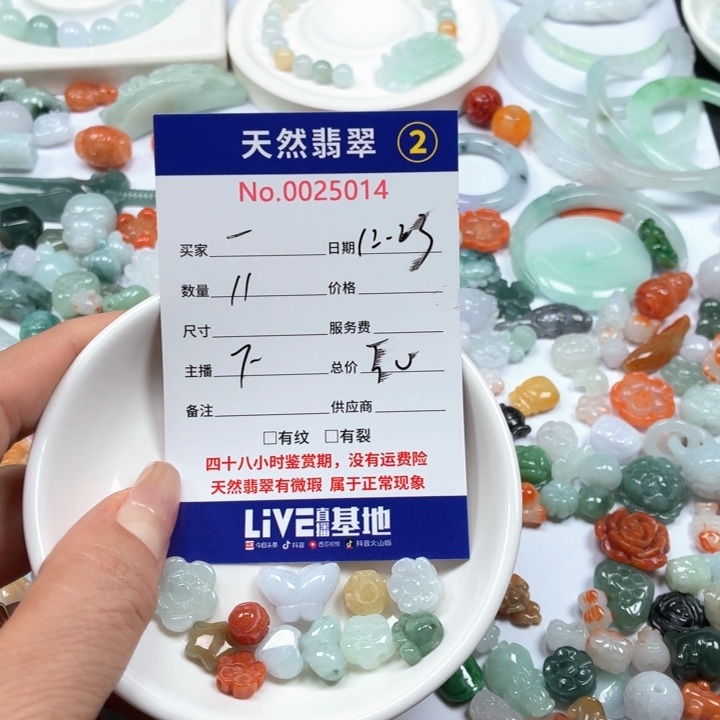 天然翡翠 ②
No.0025014
买家 一 日期 12-23
数量 11 价格
尺寸 服务费
主播 7- 总价
备注 供应商
□有纹 □有裂
四十八小时鉴赏期，没有运费险
天然翡翠有微瑕 属于正常现象
LiVE直播基地
今日头条 抖音 西瓜视频 抖音火山版